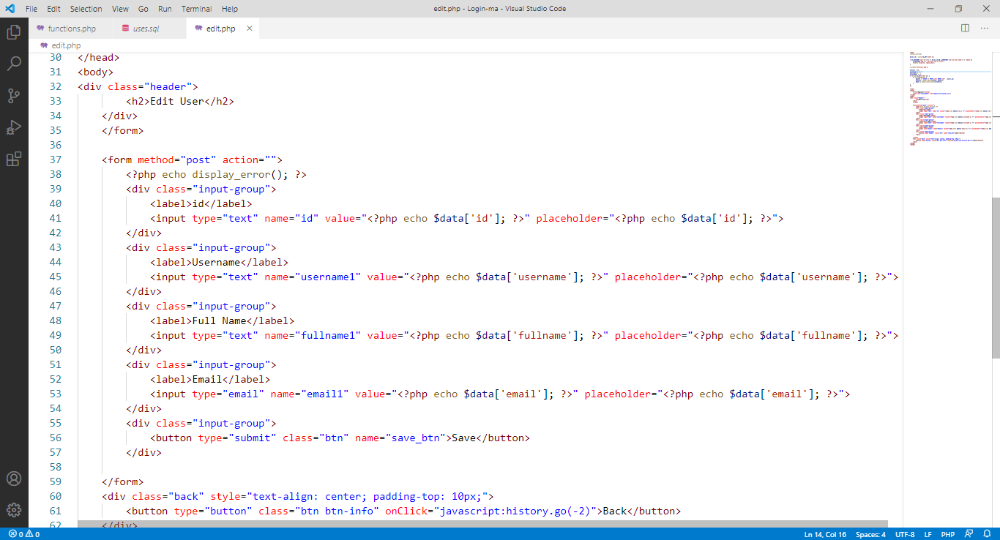 File Edit Selection View Go Run Terminal Help edit.php - Login-ma - Visual Studio Code
functions.php uses.sql edit.php
edit.php
30 </head>
31 <body>
32 <div class="header">
33 <h2>Edit User</h2>
34 </div>
35 </form>
36
37 <form method="post" action="">
38 <?php echo display_error(); ?>
39 <div class="input-group">
40 <label>id</label>
41 <input type="text" name="id" value="<?php echo $data['id']; ?>" placeholder="<?php echo $data['id']; ?>">
42 </div>
43 <div class="input-group">
44 <label>Username</label>
45 <input type="text" name="username1" value="<?php echo $data['username']; ?>" placeholder="<?php echo $data['username']; ?>">
46 </div>
47 <div class="input-group">
48 <label>Full Name</label>
49 <input type="text" name="fullname1" value="<?php echo $data['fullname']; ?>" placeholder="<?php echo $data['fullname']; ?>">
50 </div>
51 <div class="input-group">
52 <label>Email</label>
53 <input type="email" name="email1" value="<?php echo $data['email']; ?>" placeholder="<?php echo $data['email']; ?>">
54 </div>
55 <div class="input-group">
56 <button type="submit" class="btn" name="save_btn">Save</button>
57 </div>
58
59 </form>
60 <div class="back" style="text-align: center; padding-top: 10px;">
61 <button type="button" class="btn btn-info" onClick="javascript:history.go(-2)">Back</button>
62 </div>
0 0 Ln 14, Col 16 Spaces: 4 UTF-8 LF PHP